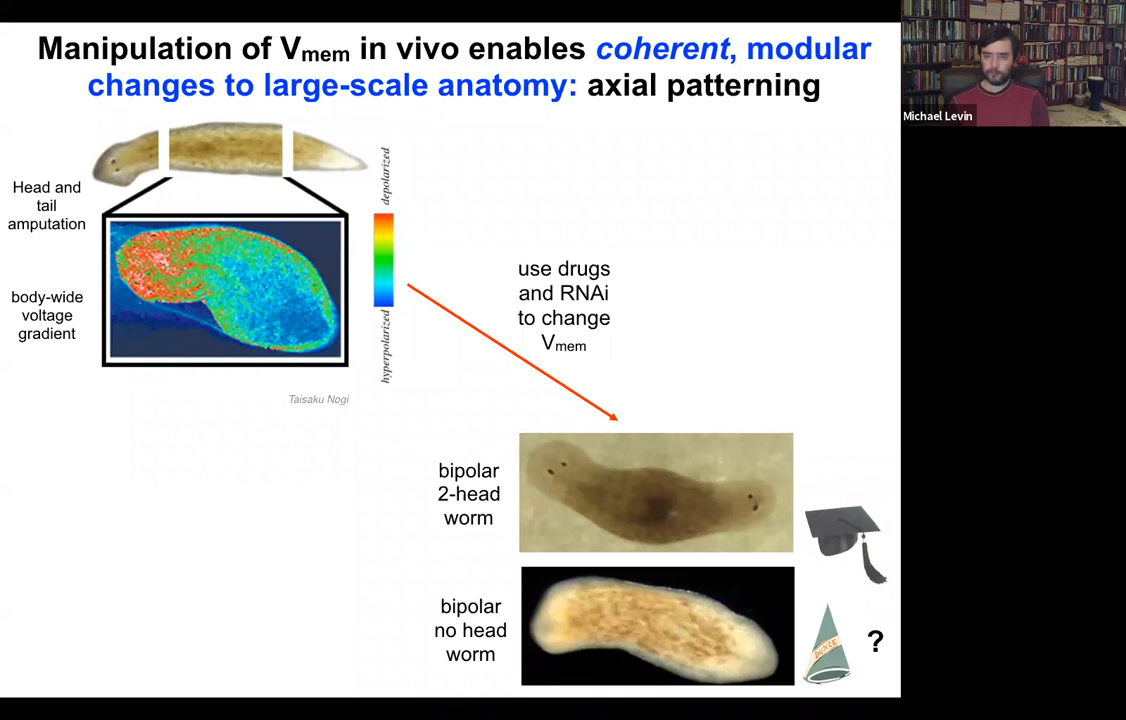 Manipulation of Vmem in vivo enables coherent, modular
changes to large-scale anatomy: axial patterning
Michael Levin
Head and
tail
amputation
depolarized
body-wide
voltage
gradient
hyperpolarized
Taisaku Nogi
use drugs
and RNAi
to change
Vmem
bipolar
2-head
worm
bipolar
no head
worm
DUNCE
?